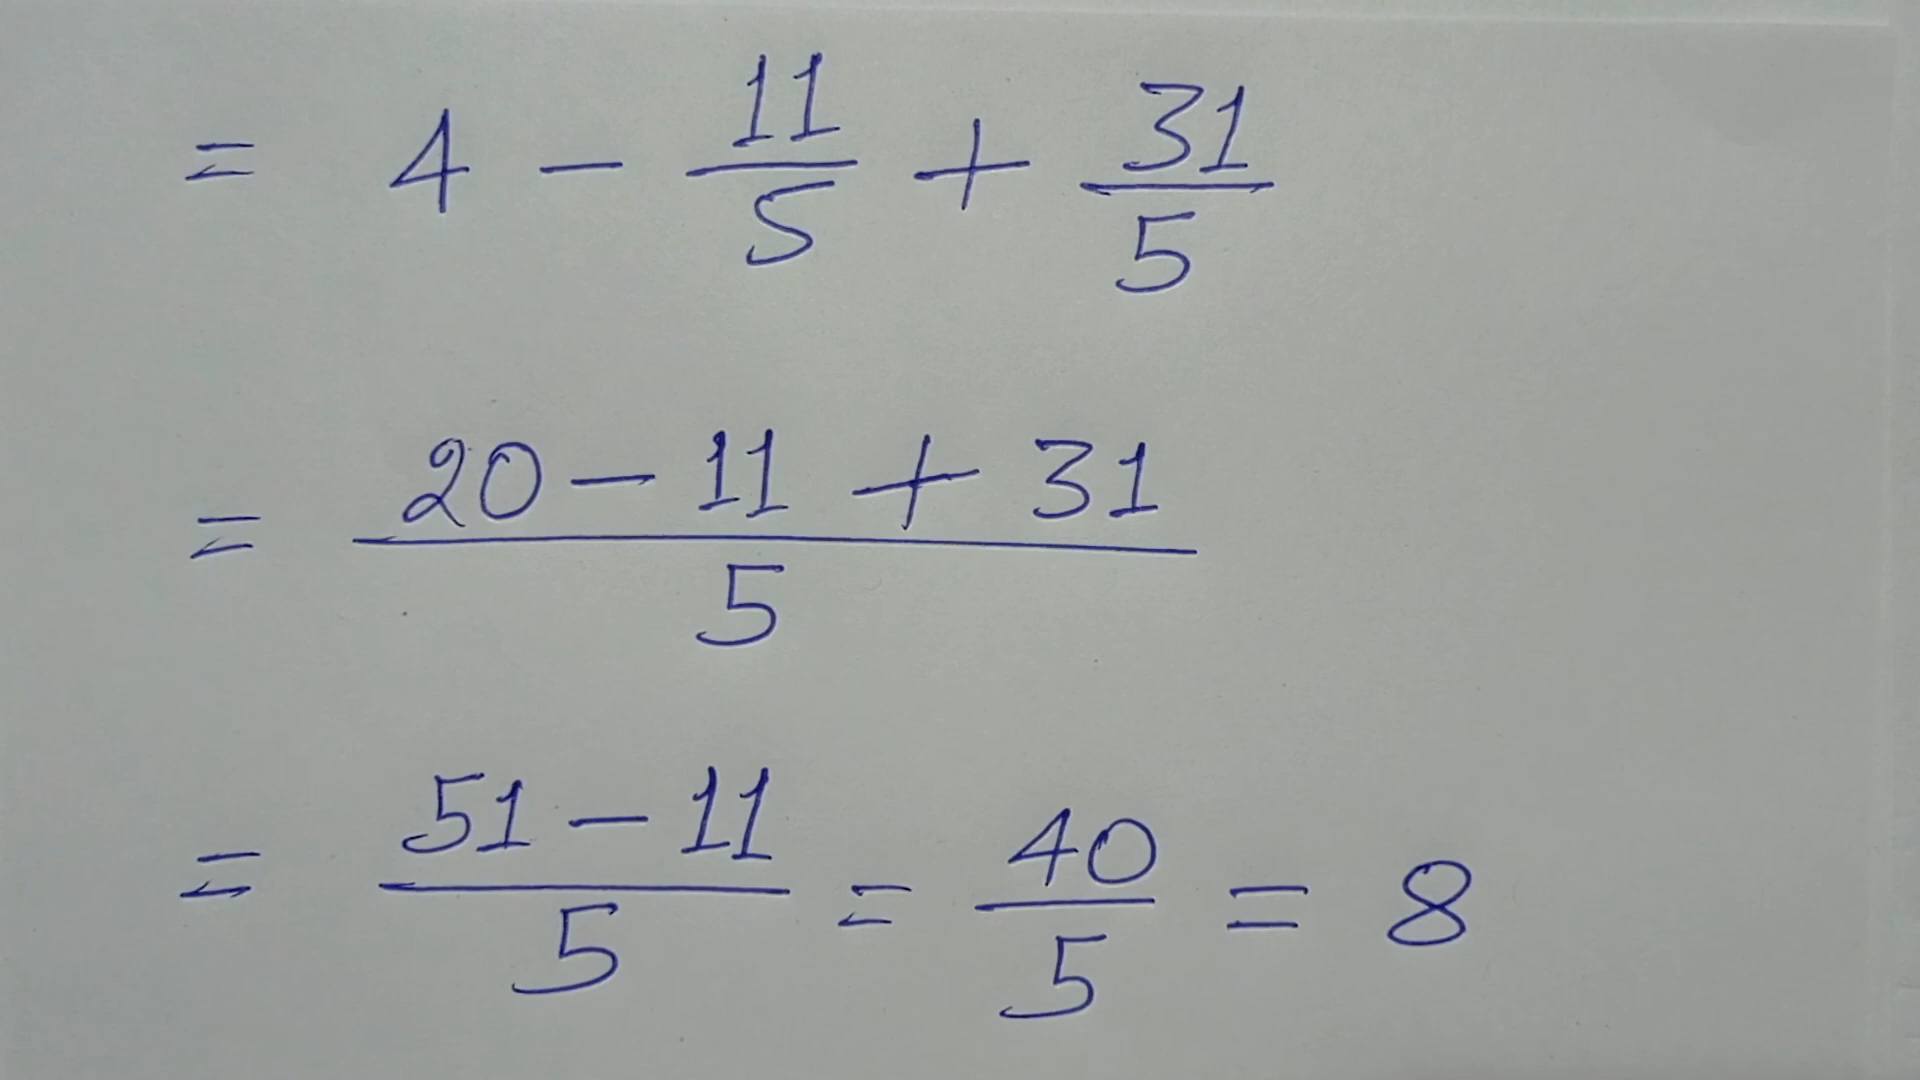 = 4 - 11/5 + 31/5
= (20 - 11 + 31)/5
= (51 - 11)/5 = 40/5 = 8